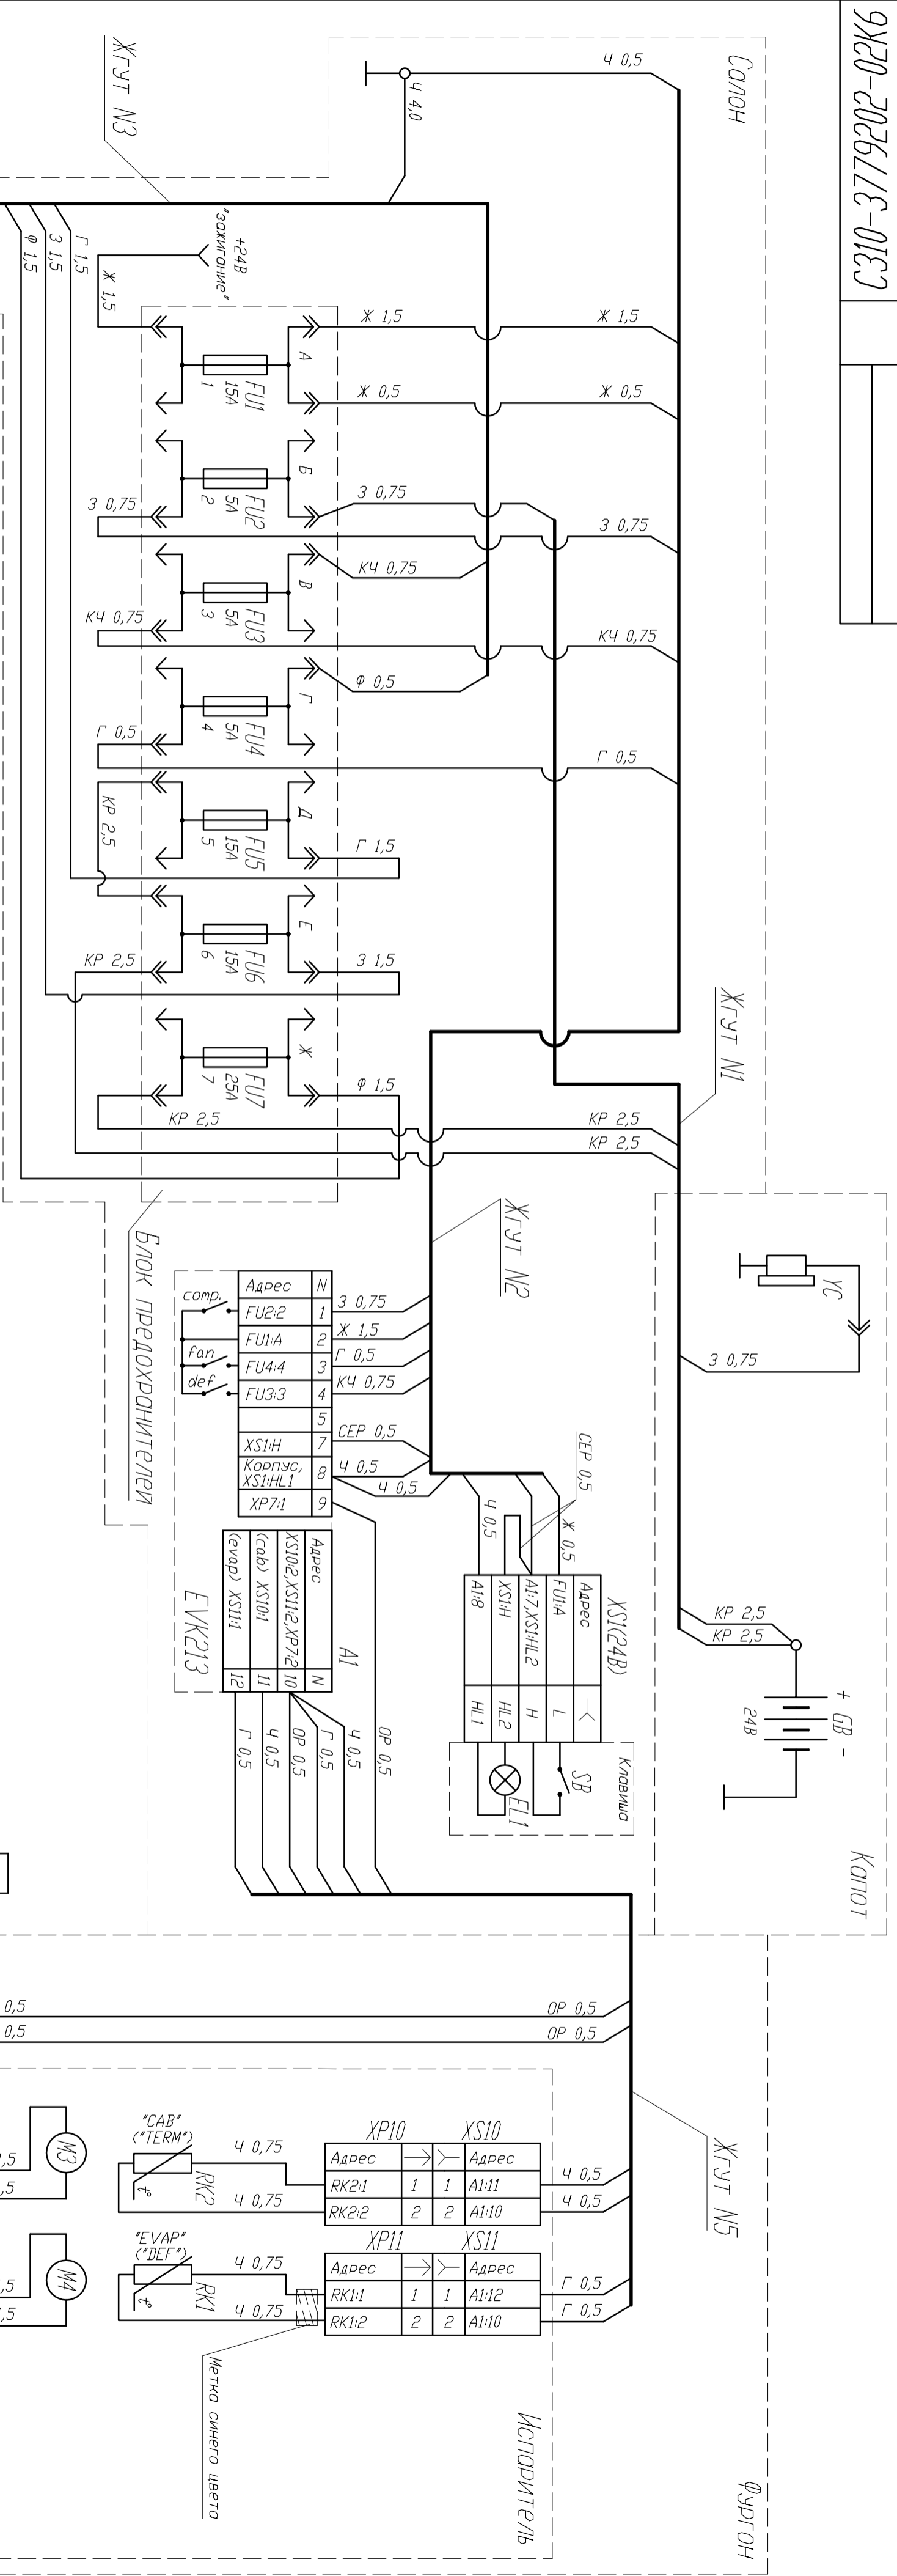 С310-3776920-2026ТЭ-02КУ
Салон
Ч 0,5
Ч 4,0
Жгут N3
Г 1,5
З 1,5
Ф 1,5
Ж 1,5
+24В
"зажигание"
Ж 1,5
Ж 1,5
Ж 0,5
Ж 0,5
З 0,75
З 0,75
З 0,75
КЧ 0,75
КЧ 0,75
КЧ 0,75
Ф 0,5
Г 0,5
Г 0,5
КР 2,5
Г 1,5
КР 2,5
З 1,5
Ф 1,5
КР 2,5
КР 2,5
КР 2,5
А
FU1
15А
1
Б
FU2
5А
2
В
FU3
5А
3
Г
FU4
5А
4
Д
FU5
15А
5
Е
FU6
15А
6
Ж
FU7
25А
7
Блок предохранителей
Жгут N1
Жгут N2
Капот
YC
З 0,75
КР 2,5
КР 2,5
+ GB -
24В
Адрес N
comp. FU2:2 1 З 0,75
FU1:А 2 Ж 1,5
fan FU4:4 3 Г 0,5
def FU3:3 4 КЧ 0,75
5
XS1:H 7 СЕР 0,5
Корпус,
XS1:HL1 8 Ч 0,5
Ч 0,5
XP7:1 9
Адрес N
XS10:2,XS11:2,XP7:2 10
(cab) XS10:1 11
(evap) XS11:1 12
A1
EVK213
ОР 0,5
Ч 0,5
Г 0,5
ОР 0,5
Ч 0,5
Г 0,5
СЕР 0,5
Ч 0,5
Ж 0,5
XS1(24В)
Адрес
FU1:А L
A1:7,XS1:HL2 H
XS1:H HL2
A1:8 HL1
Клавиша
SB
EL1
Фургон
Жгут N5
0,5 ОР 0,5
0,5 ОР 0,5
Испаритель
XP10 XS10
Адрес Адрес
RK2:1 1 1 A1:11 Ч 0,5
RK2:2 2 2 A1:10 Ч 0,5
XP11 XS11
Адрес Адрес
RK1:1 1 1 A1:12 Г 0,5
RK1:2 2 2 A1:10 Г 0,5
"CAB"
("TERM")
RK2
t°
Ч 0,75
Ч 0,75
"EVAP"
("DEF")
RK1
t°
Ч 0,75
Ч 0,75
Метка синего цвета
М3
,5
,5
М4
,5
,5